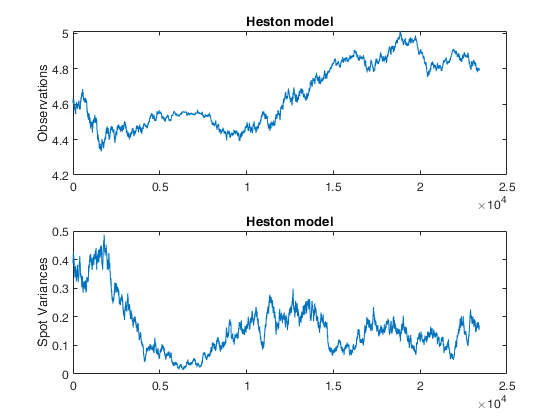 Heston model
Observations
5
4.8
4.6
4.4
4.2
0 0.5 1 1.5 2 2.5
×10⁴
Heston model
Spot Variances
0.5
0.4
0.3
0.2
0.1
0
0 0.5 1 1.5 2 2.5
×10⁴